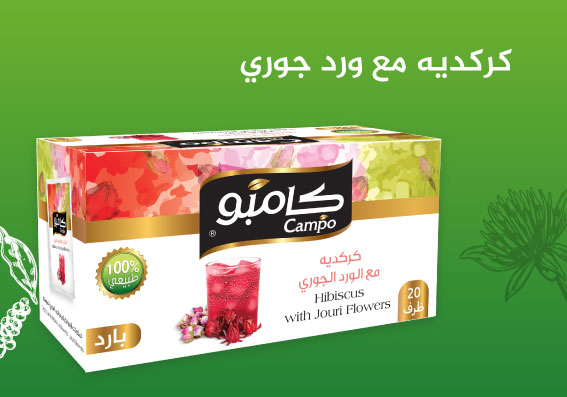 كركديه مع ورد جوري
كامبو
Campo
®
كركديه
مع الورد الجوري
Hibiscus
with Jouri Flowers
20
ظرف
100%
طبيعي
بارد